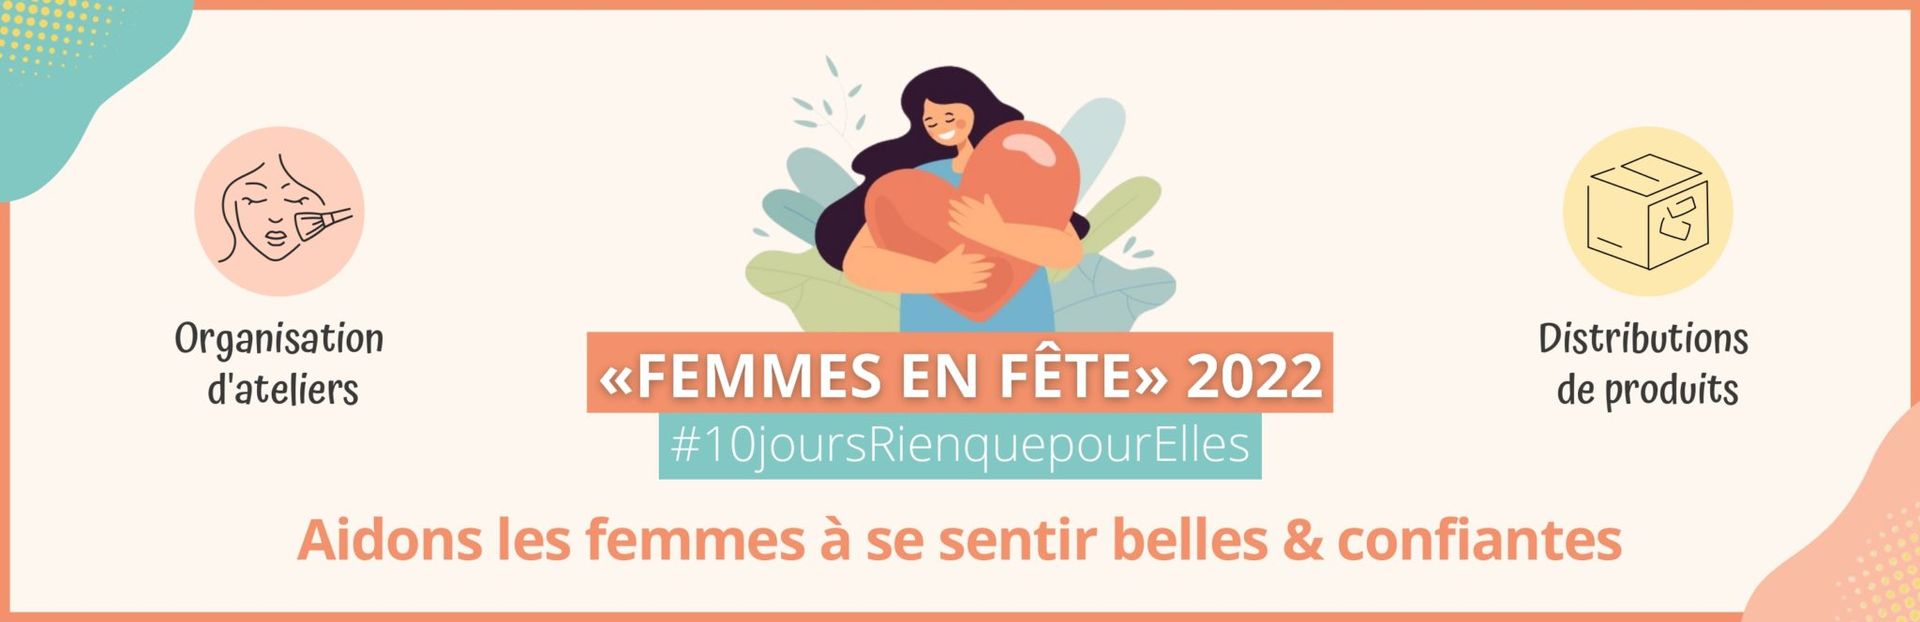 Organisation
d'ateliers
«FEMMES EN FÊTE» 2022
#10joursRienquepourElles
Distributions
de produits
Aidons les femmes à se sentir belles & confiantes